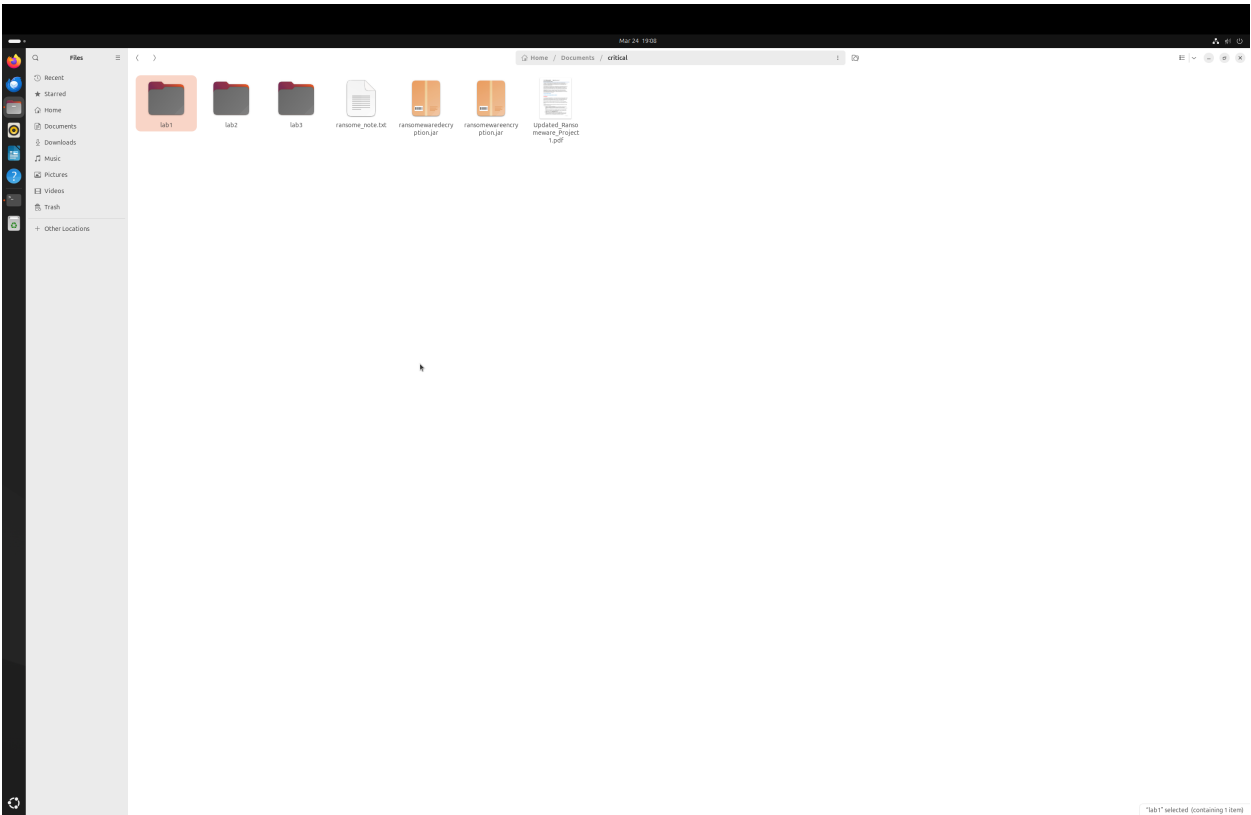 Mar 24 19:08
Files
Home / Documents / critical
Recent
Starred
Home
Documents
Downloads
Music
Pictures
Videos
Trash
+ Other Locations
lab1
lab2
lab3
ransome_note.txt
ransomewaredecry
ption.jar
ransomewareencry
ption.jar
Updated_Ranso
meware_Project
1.pdf
"lab1" selected (containing 1 item)